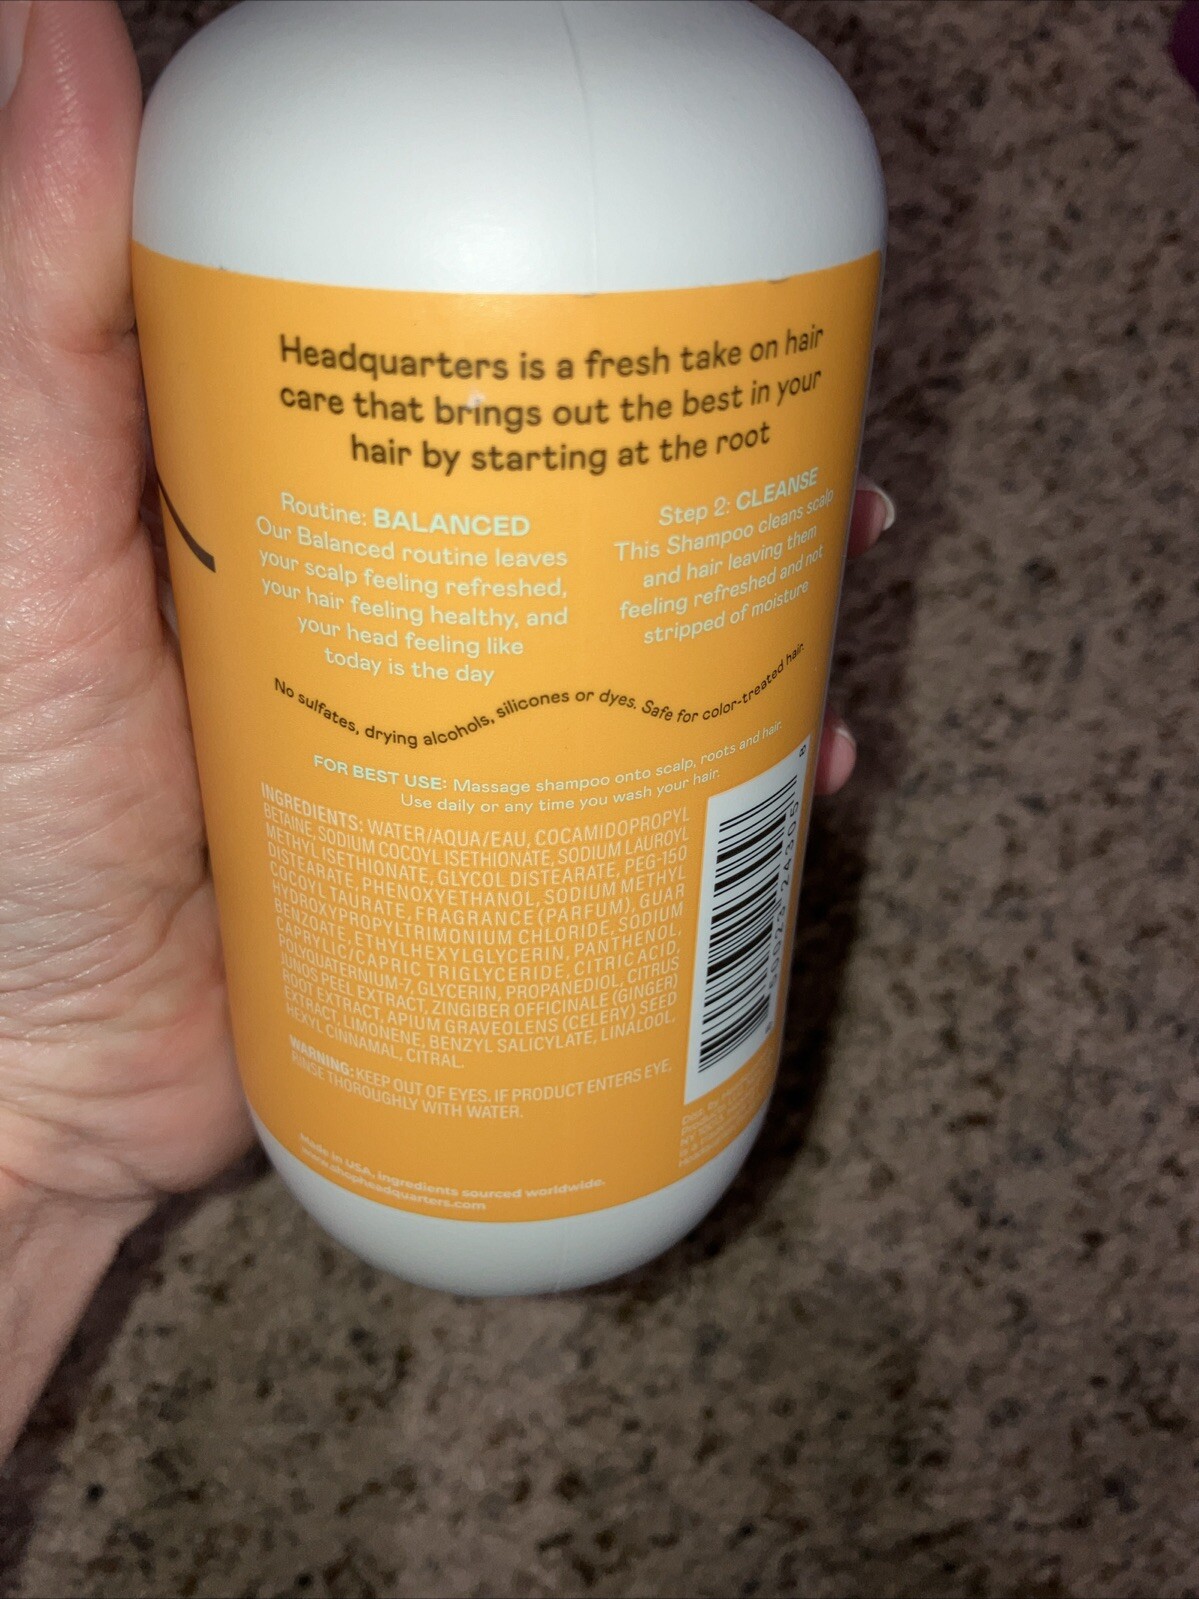 Headquarters is a fresh take on hair
care that brings out the best in your
hair by starting at the root
Routine: BALANCED
Our Balanced routine leaves
your scalp feeling refreshed,
your hair feeling healthy, and
your head feeling like
today is the day
Step 2: CLEANSE
This Shampoo cleans scalp
and hair leaving them
feeling refreshed and not
stripped of moisture
No sulfates, drying alcohols, silicones or dyes. Safe for color-treated hair.
FOR BEST USE: Massage shampoo onto scalp, roots and hair.
Use daily or any time you wash your hair.
INGREDIENTS: WATER/AQUA/EAU, COCAMIDOPROPYL
BETAINE, SODIUM COCOYL ISETHIONATE, SODIUM LAUROYL
METHYL ISETHIONATE, GLYCOL DISTEARATE, PEG-150
DISTEARATE, PHENOXYETHANOL, SODIUM METHYL
COCOYL TAURATE, FRAGRANCE (PARFUM), GUAR
HYDROXYPROPYLTRIMONIUM CHLORIDE, SODIUM
BENZOATE, ETHYLHEXYLGLYCERIN, PANTHENOL,
CAPRYLIC/CAPRIC TRIGLYCERIDE, CITRIC ACID,
POLYQUATERNIUM-7, GLYCERIN, PROPANEDIOL, CITRUS
JUNOS PEEL EXTRACT, ZINGIBER OFFICINALE (GINGER)
ROOT EXTRACT, APIUM GRAVEOLENS (CELERY) SEED
EXTRACT, LIMONENE, BENZYL SALICYLATE, LINALOOL,
HEXYL CINNAMAL, CITRAL.
WARNING: KEEP OUT OF EYES. IF PRODUCT ENTERS EYE,
RINSE THOROUGHLY WITH WATER.
Made in USA, ingredients sourced worldwide.
www.shopheadquarters.com